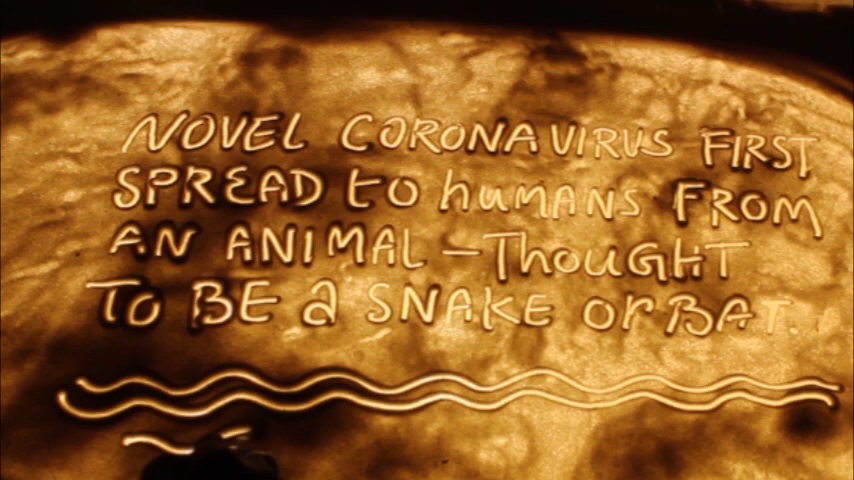 NOVEL CORONAVIRUS FIRST
SPREAD to humANS FROM
AN ANIMAL – ThOUGHT
TO BE a SNAKE Or BAT.